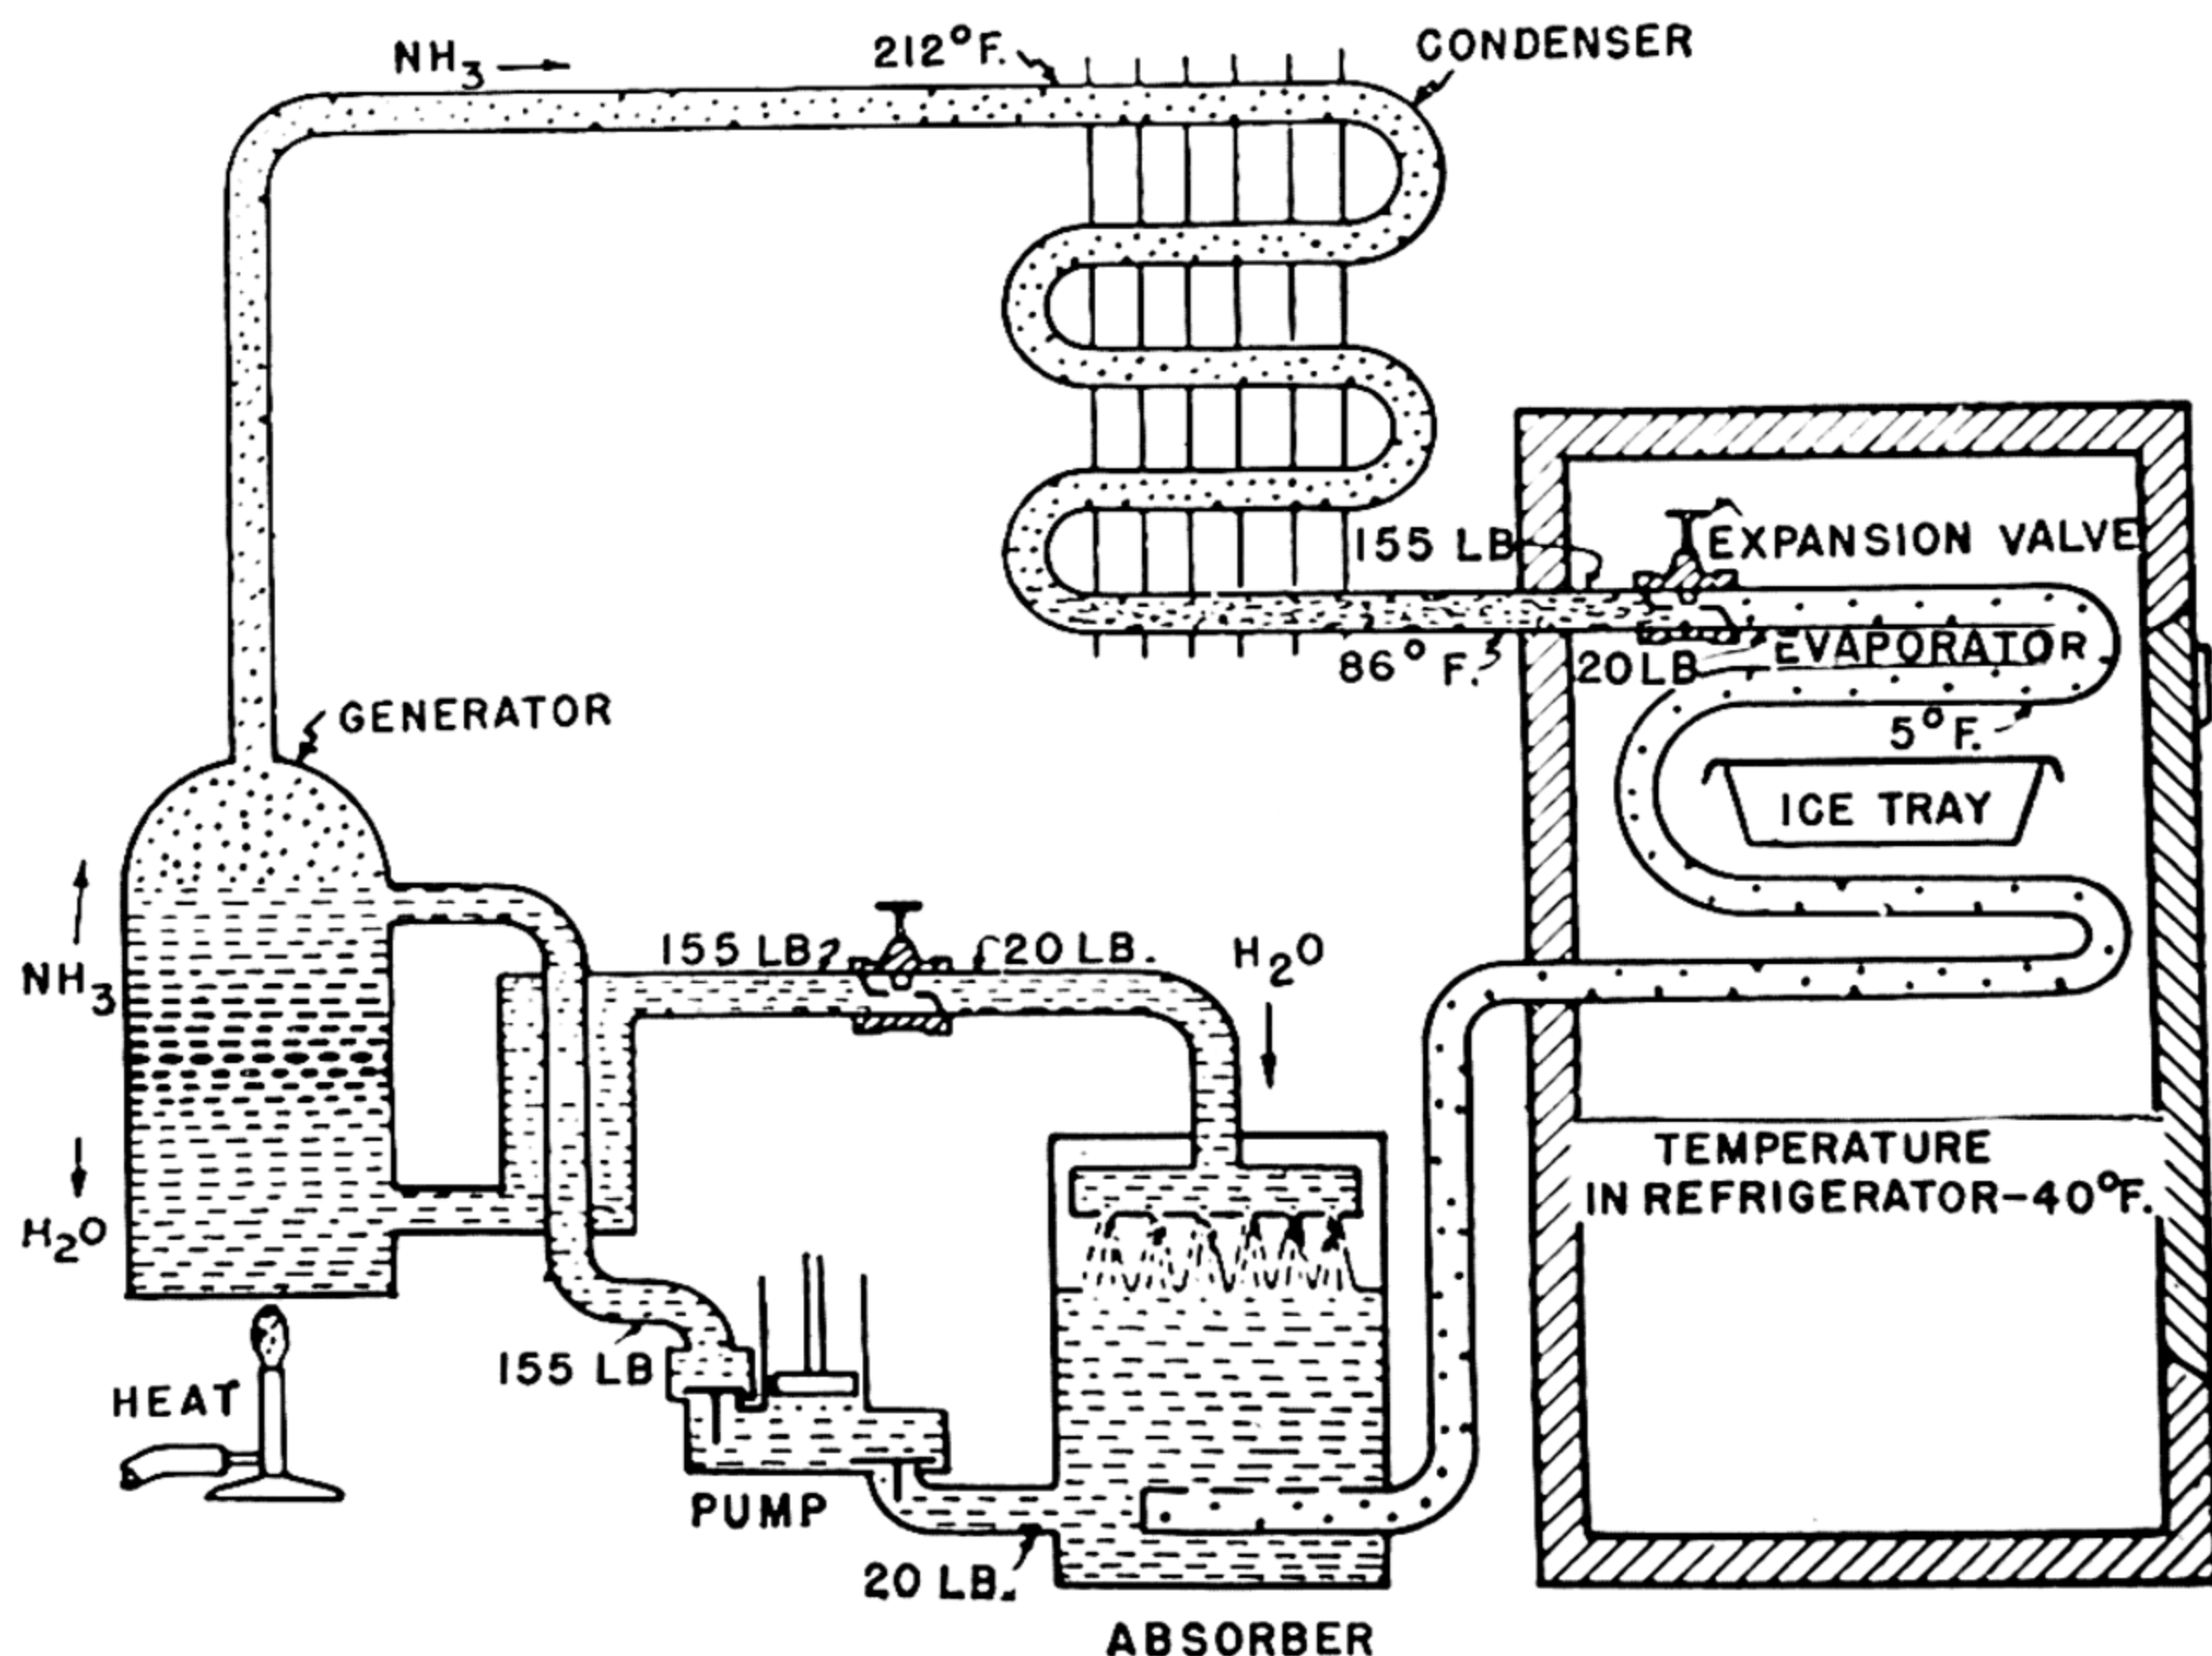 NH3
212°F.
CONDENSER
155 LB
EXPANSION VALVE
86°F.
20 LB
EVAPORATOR
5°F.
ICE TRAY
GENERATOR
155 LB
20 LB.
H2O
NH3
H2O
TEMPERATURE
IN REFRIGERATOR-40°F.
155 LB
HEAT
PUMP
20 LB.
ABSORBER